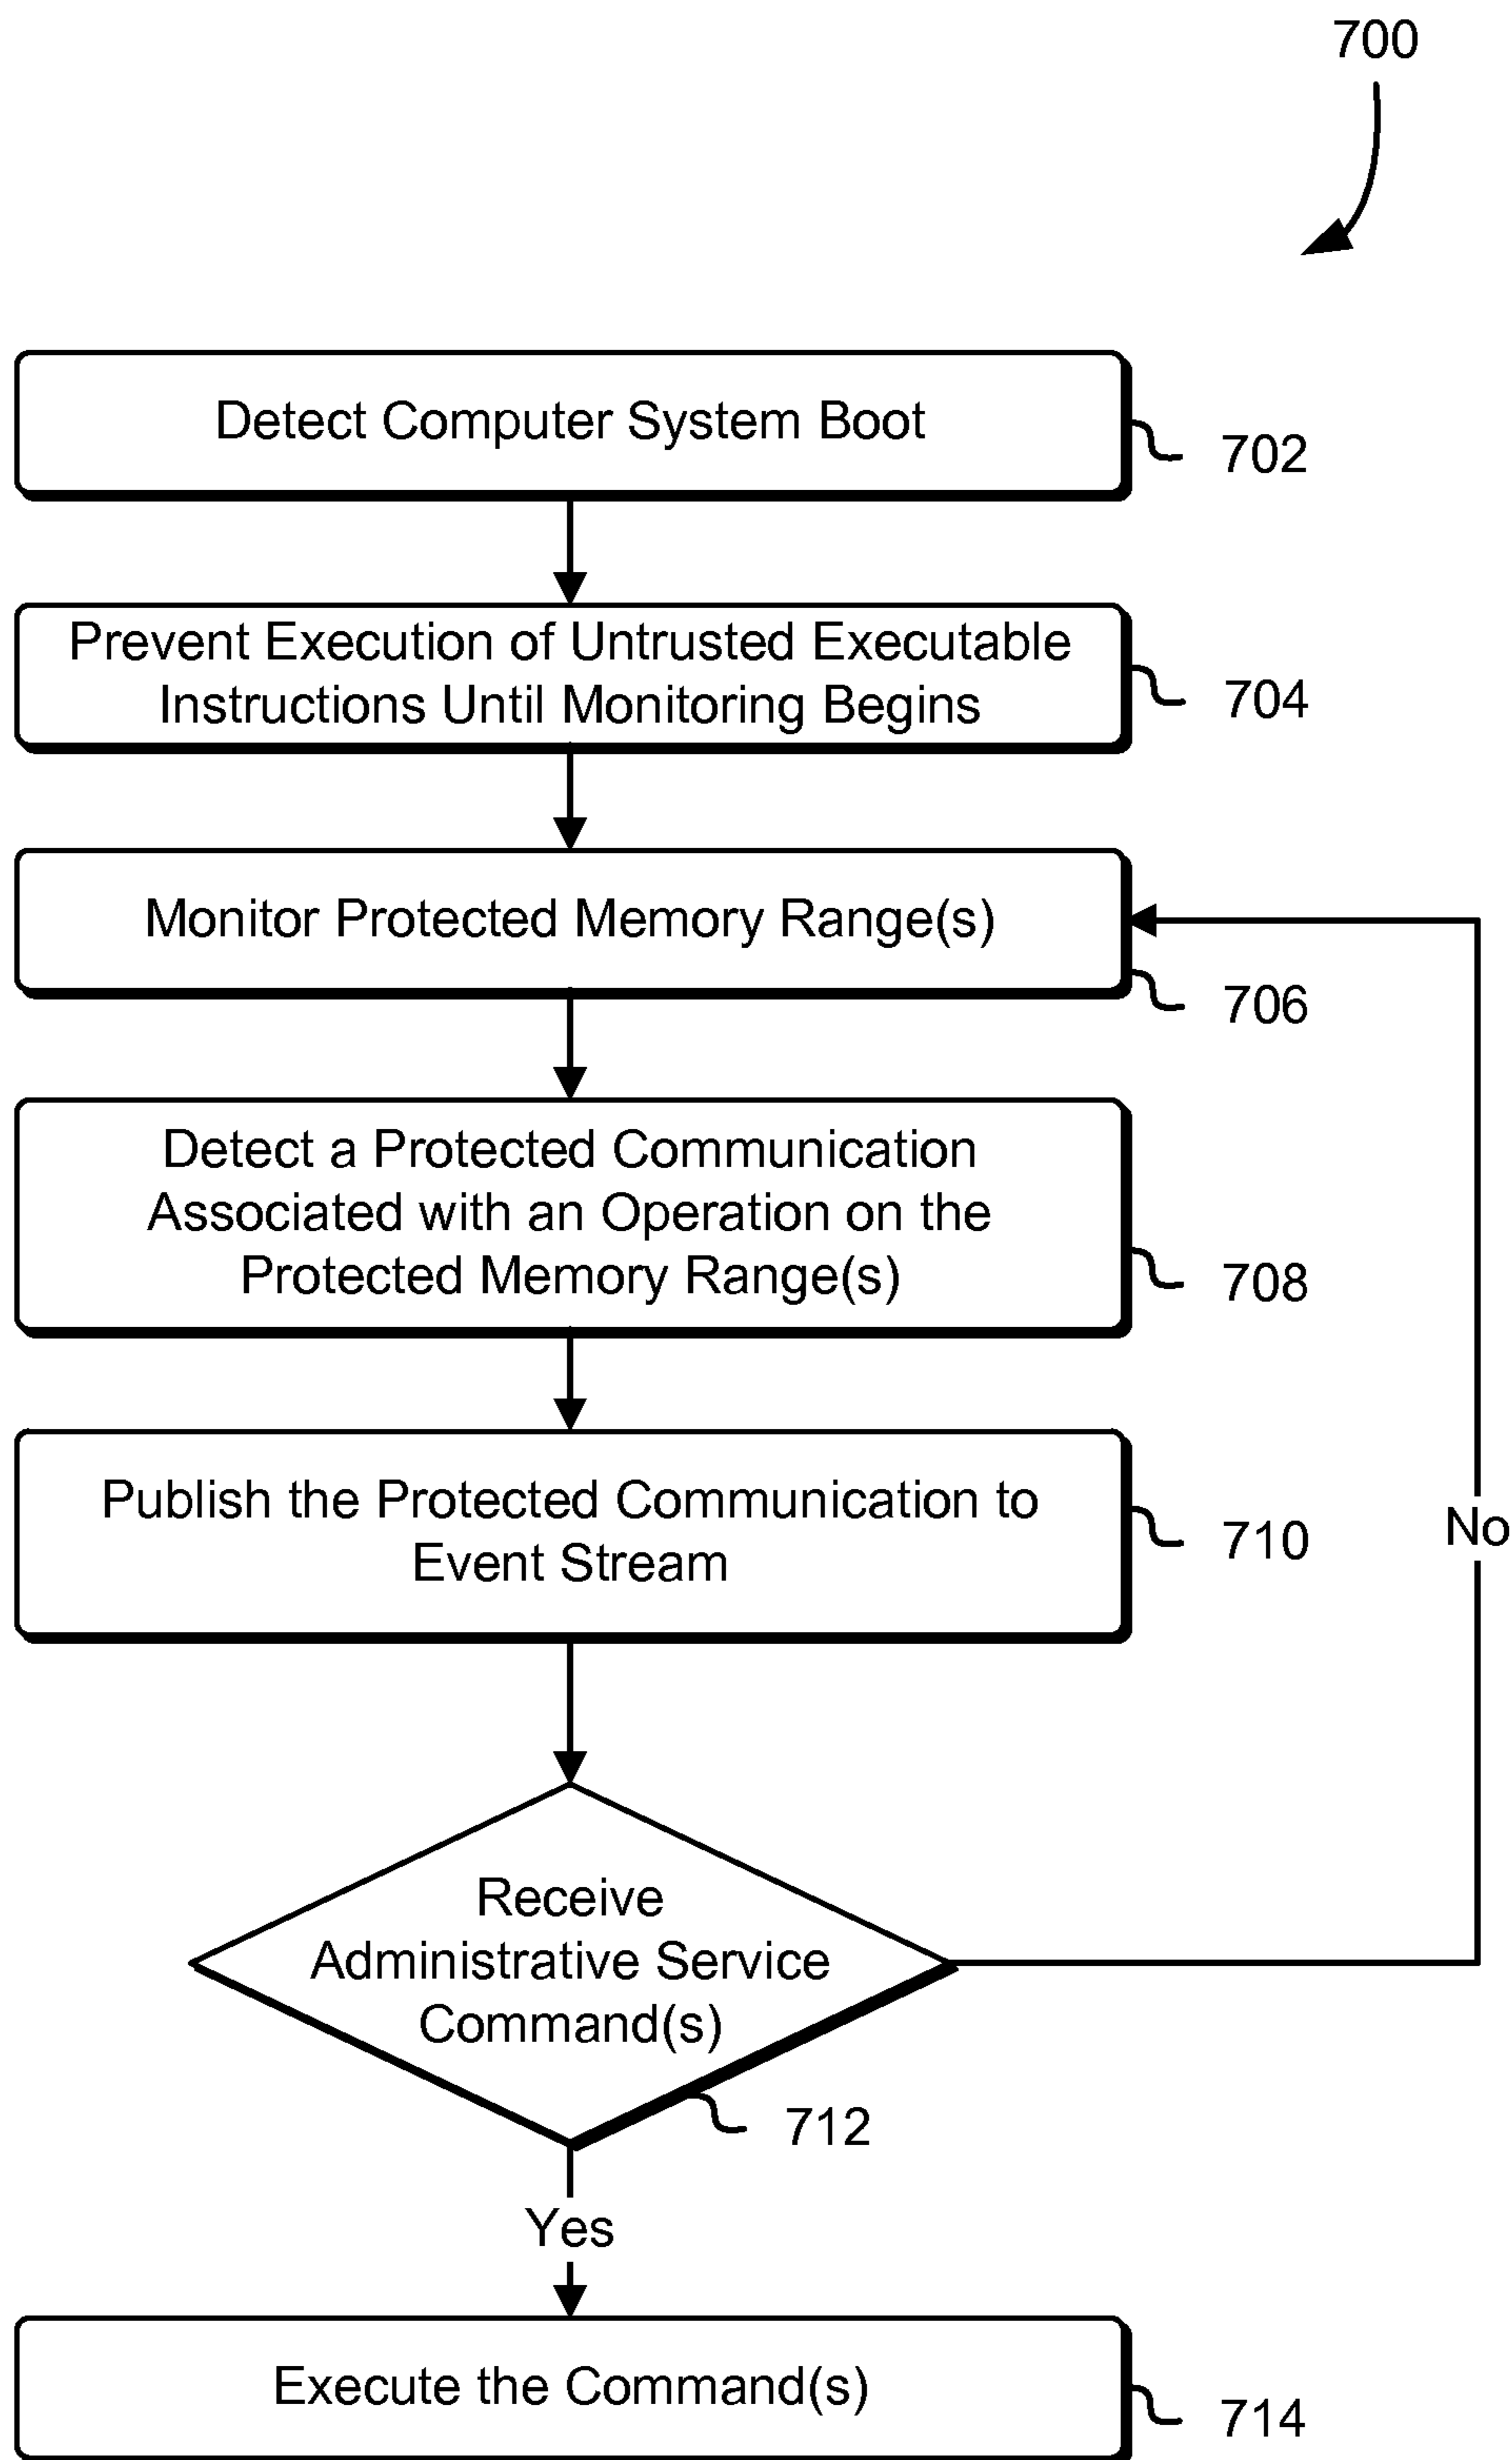 700
Detect Computer System Boot
702
Prevent Execution of Untrusted Executable
Instructions Until Monitoring Begins
704
Monitor Protected Memory Range(s)
706
Detect a Protected Communication
Associated with an Operation on the
Protected Memory Range(s)
708
Publish the Protected Communication to
Event Stream
710
No
Receive
Administrative Service
Command(s)
712
Yes
Execute the Command(s)
714